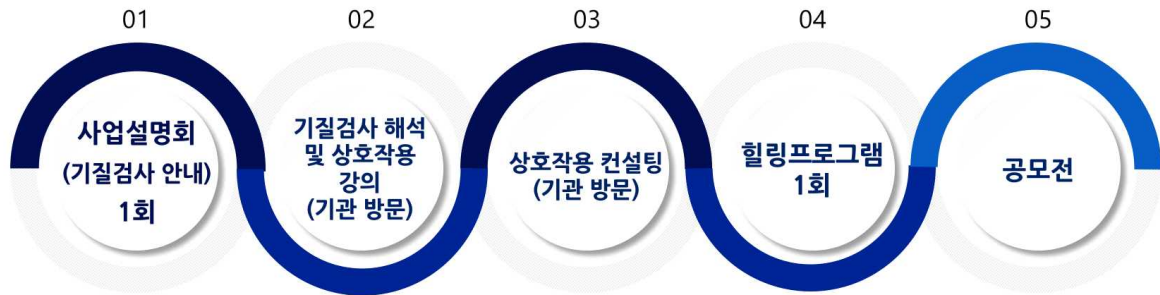 01
사업설명회
(기질검사 안내)
1회
02
기질검사 해석
및 상호작용
강의
(기관 방문)
03
상호작용 컨설팅
(기관 방문)
04
힐링프로그램
1회
05
공모전